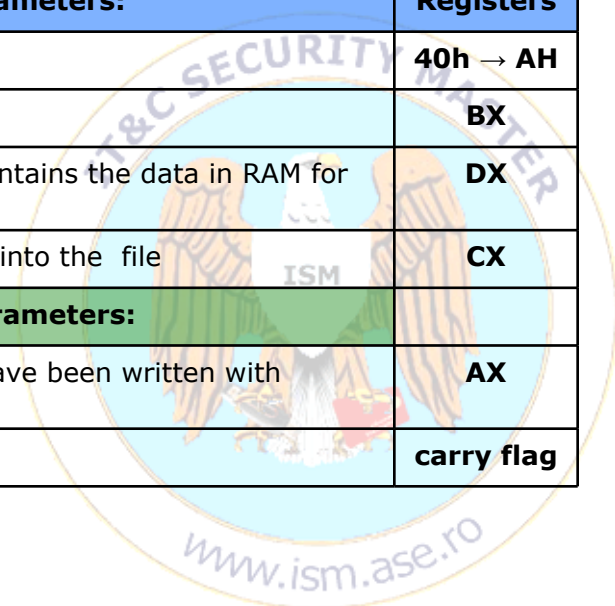 Registers
40h → AH
BX
ntains the data in RAM for
DX
into the file
CX
rameters:
ave been written with
AX
carry flag
IT&C SECURITY MASTER
ISM
www.ism.ase.ro